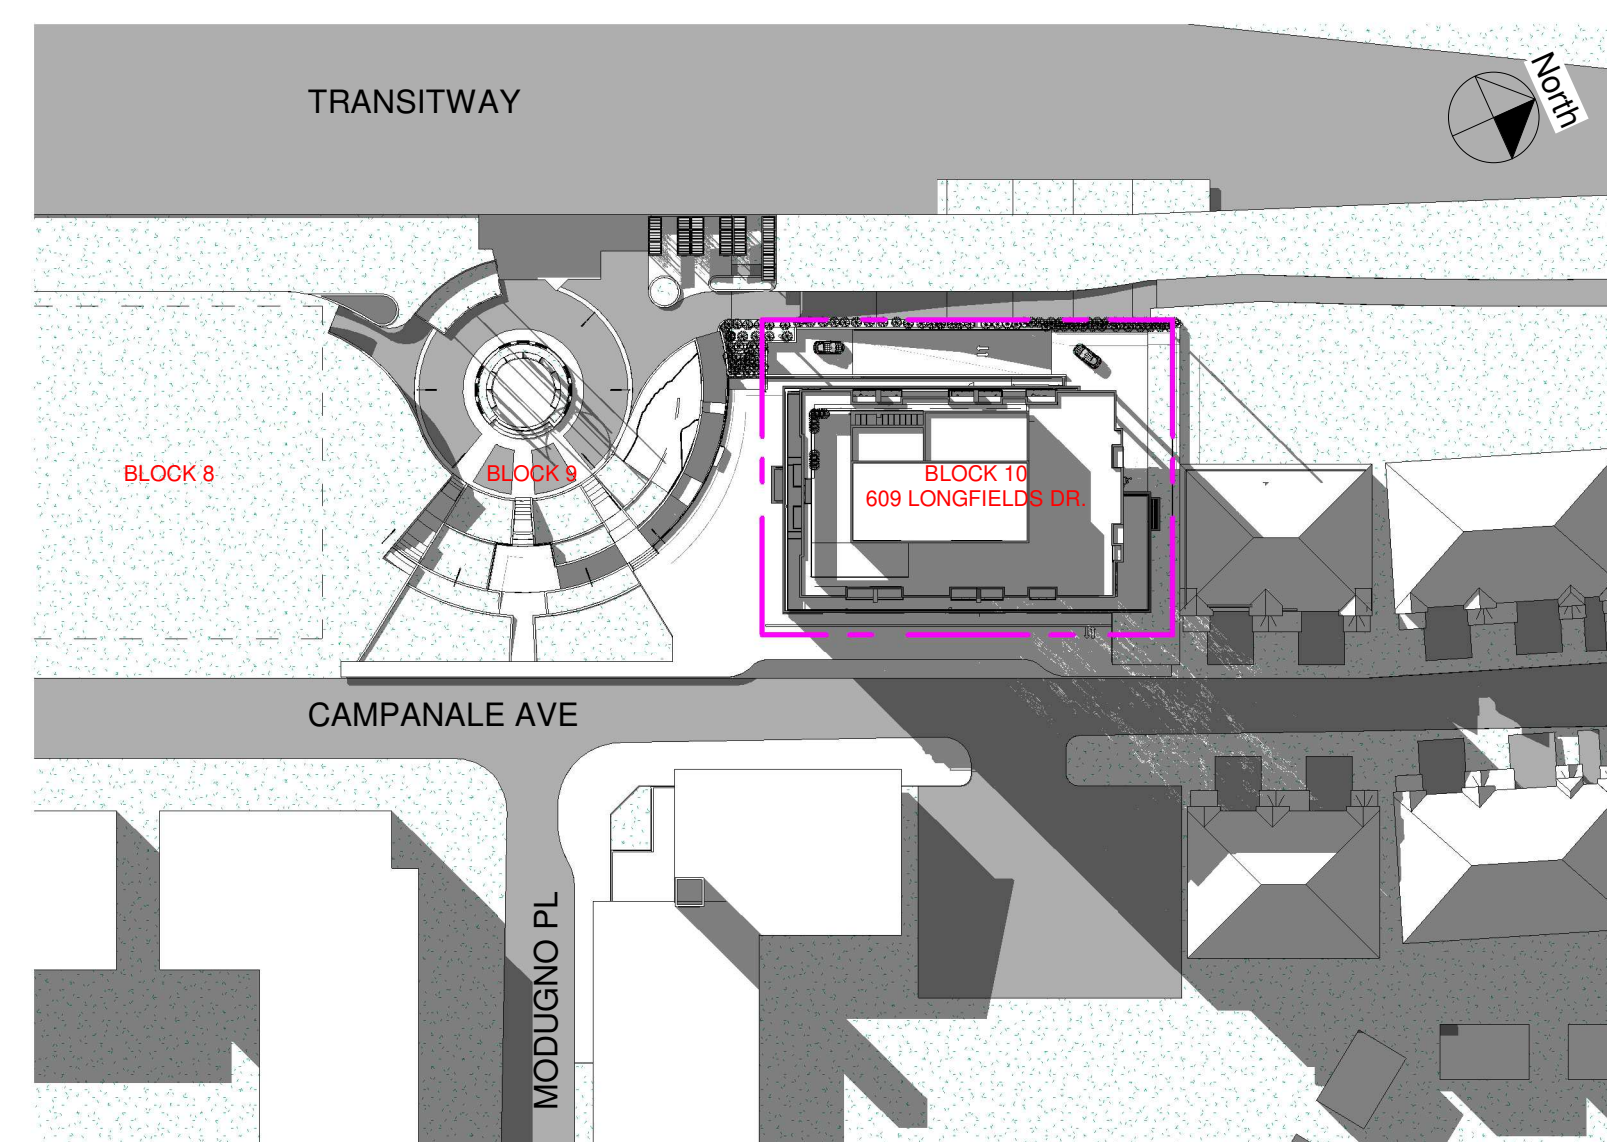 TRANSITWAY
North
BLOCK 8
BLOCK 9
BLOCK 10
609 LONGFIELDS DR.
CAMPANALE AVE
MODUGNO PL